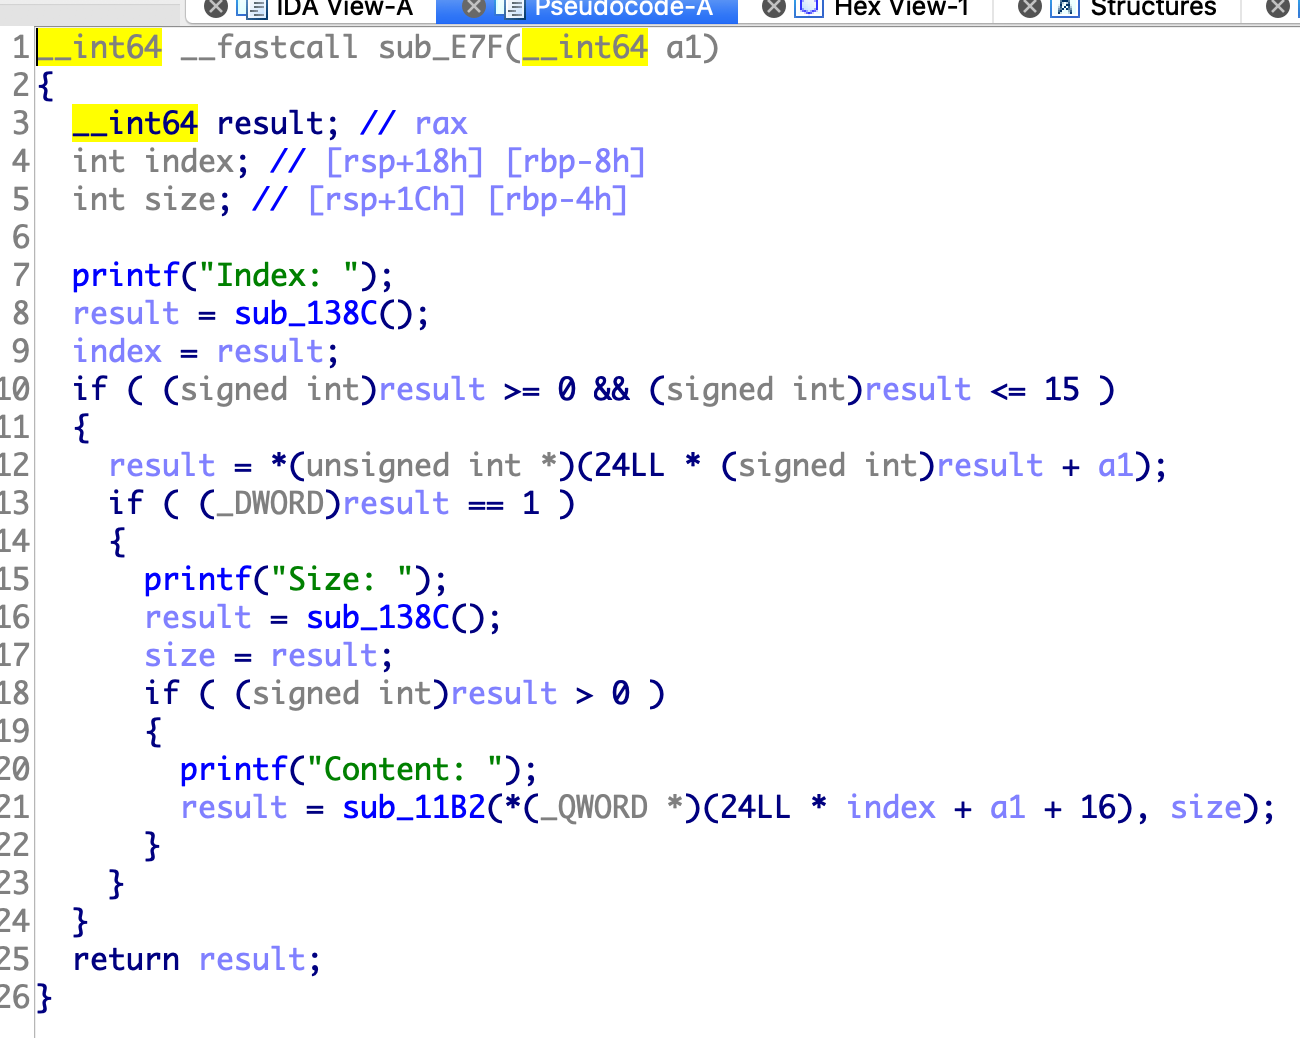 IDA View-A Pseudocode-A Hex View-1 Structures
1 __int64 __fastcall sub_E7F(__int64 a1)
2 {
3   __int64 result; // rax
4   int index; // [rsp+18h] [rbp-8h]
5   int size; // [rsp+1Ch] [rbp-4h]
6
7   printf("Index: ");
8   result = sub_138C();
9   index = result;
10   if ( (signed int)result >= 0 && (signed int)result <= 15 )
11   {
12     result = *(unsigned int *)(24LL * (signed int)result + a1);
13     if ( (_DWORD)result == 1 )
14     {
15       printf("Size: ");
16       result = sub_138C();
17       size = result;
18       if ( (signed int)result > 0 )
19       {
20         printf("Content: ");
21         result = sub_11B2(*(_QWORD *)(24LL * index + a1 + 16), size);
22       }
23     }
24   }
25   return result;
26 }